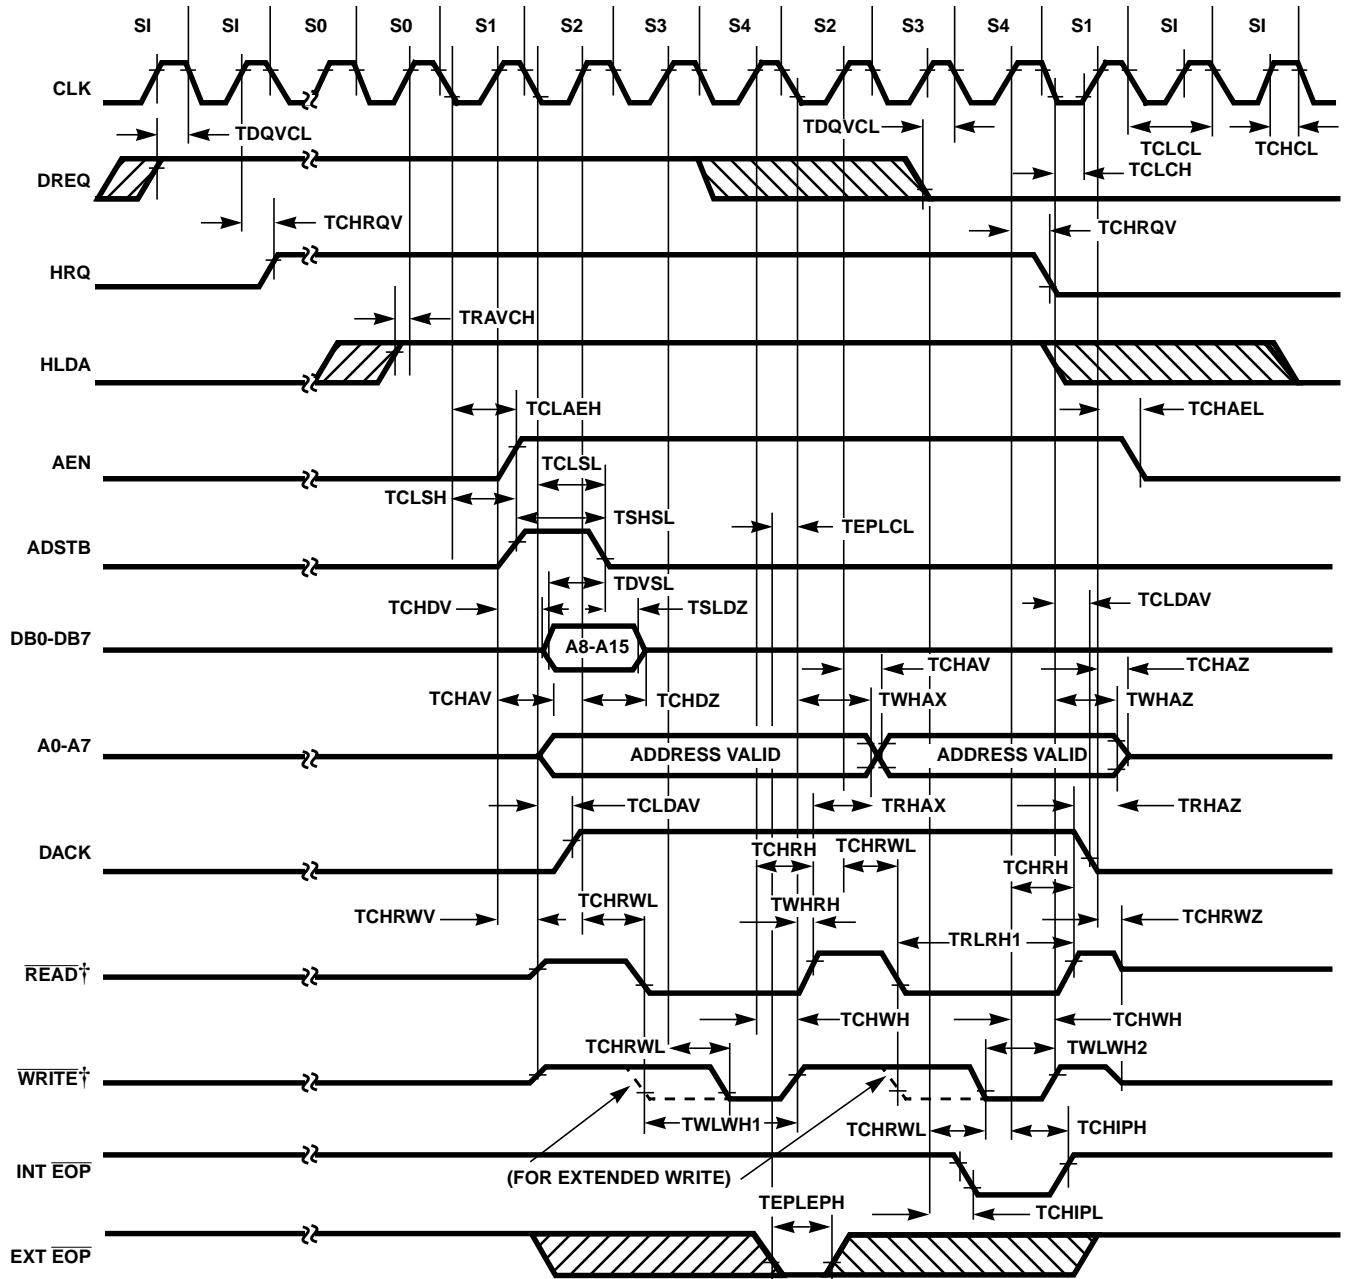 SI SI S0 S0 S1 S2 S3 S4 S2 S3 S4 S1 SI SI
CLK
TDQVCL TDQVCL TCLCL TCHCL
TCLCH
DREQ
TCHRQV TCHRQV
HRQ
TRAVCH
HLDA
TCLAEH TCHAEL
AEN
TCLSL
TCLSH
TSHSL
TEPLCL
ADSTB
TDVSL
TCHDV TSLDZ TCLDAV
DB0-DB7 A8-A15
TCHAV TCHAZ
TCHAV TCHDZ TWHAX TWHAZ
A0-A7 ADDRESS VALID ADDRESS VALID
TCLDAV TRHAX TRHAZ
DACK
TCHRH TCHRWL
TCHRH
TCHRWL
TCHRWV TWHRH TCHRWZ
TRLRH1
READ†
TCHWH TCHWH
TCHRWL TWLWH2
WRITE†
TWLWH1 TCHRWL TCHIPH
INT EOP
(FOR EXTENDED WRITE)
TEPLEPH TCHIPL
EXT EOP